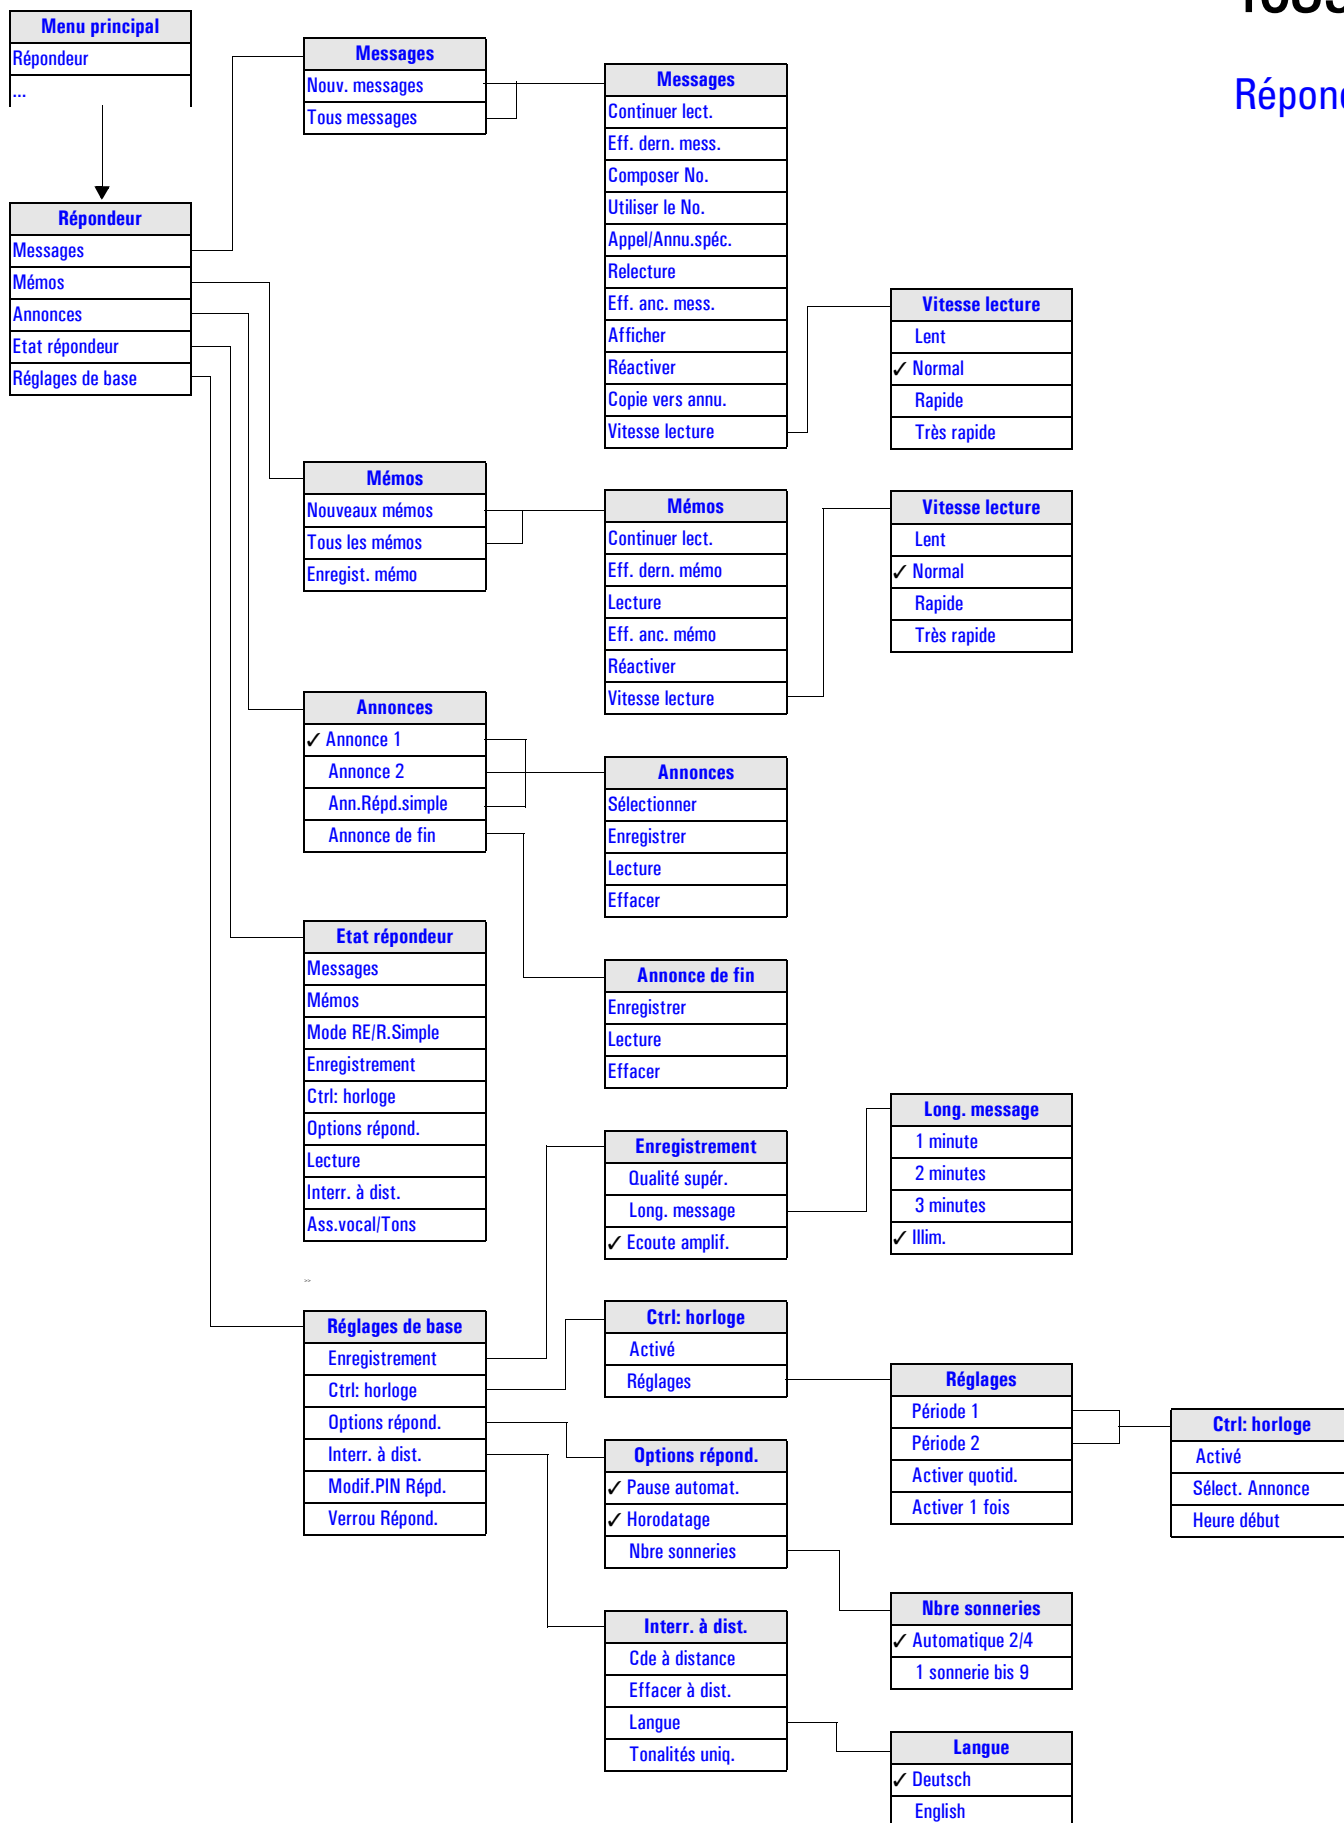 Répond
Menu principal
Répondeur
...
Répondeur
Messages
Mémos
Annonces
Etat répondeur
Réglages de base
Messages
Nouv. messages
Tous messages
Messages
Continuer lect.
Eff. dern. mess.
Composer No.
Utiliser le No.
Appel/Annu.spéc.
Relecture
Eff. anc. mess.
Afficher
Réactiver
Copie vers annu.
Vitesse lecture
Vitesse lecture
Lent
✓ Normal
Rapide
Très rapide
Mémos
Nouveaux mémos
Tous les mémos
Enregist. mémo
Mémos
Continuer lect.
Eff. dern. mémo
Lecture
Eff. anc. mémo
Réactiver
Vitesse lecture
Vitesse lecture
Lent
✓ Normal
Rapide
Très rapide
Annonces
✓ Annonce 1
Annonce 2
Ann.Répd.simple
Annonce de fin
Annonces
Sélectionner
Enregistrer
Lecture
Effacer
Annonce de fin
Enregistrer
Lecture
Effacer
Etat répondeur
Messages
Mémos
Mode RE/R.Simple
Enregistrement
Ctrl: horloge
Options répond.
Lecture
Interr. à dist.
Ass.vocal/Tons
>>
Réglages de base
Enregistrement
Ctrl: horloge
Options répond.
Interr. à dist.
Modif.PIN Répd.
Verrou Répond.
Enregistrement
Qualité supér.
Long. message
✓ Ecoute amplif.
Long. message
1 minute
2 minutes
3 minutes
✓ Illim.
Ctrl: horloge
Activé
Réglages
Réglages
Période 1
Période 2
Activer quotid.
Activer 1 fois
Ctrl: horloge
Activé
Sélect. Annonce
Heure début
Options répond.
✓ Pause automat.
✓ Horodatage
Nbre sonneries
Nbre sonneries
✓ Automatique 2/4
1 sonnerie bis 9
Interr. à dist.
Cde à distance
Effacer à dist.
Langue
Tonalités uniq.
Langue
✓ Deutsch
English